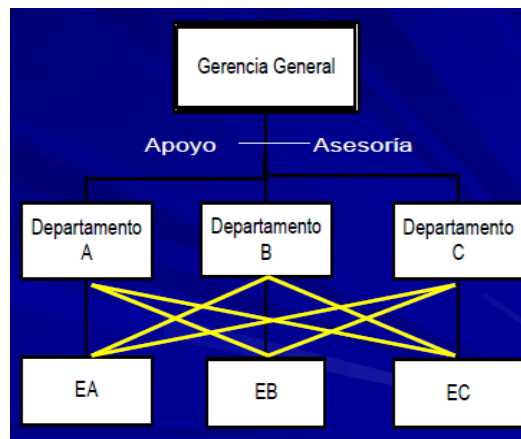 Gerencia General
Apoyo
Asesoría
Departamento
A
Departamento
B
Departamento
C
EA
EB
EC